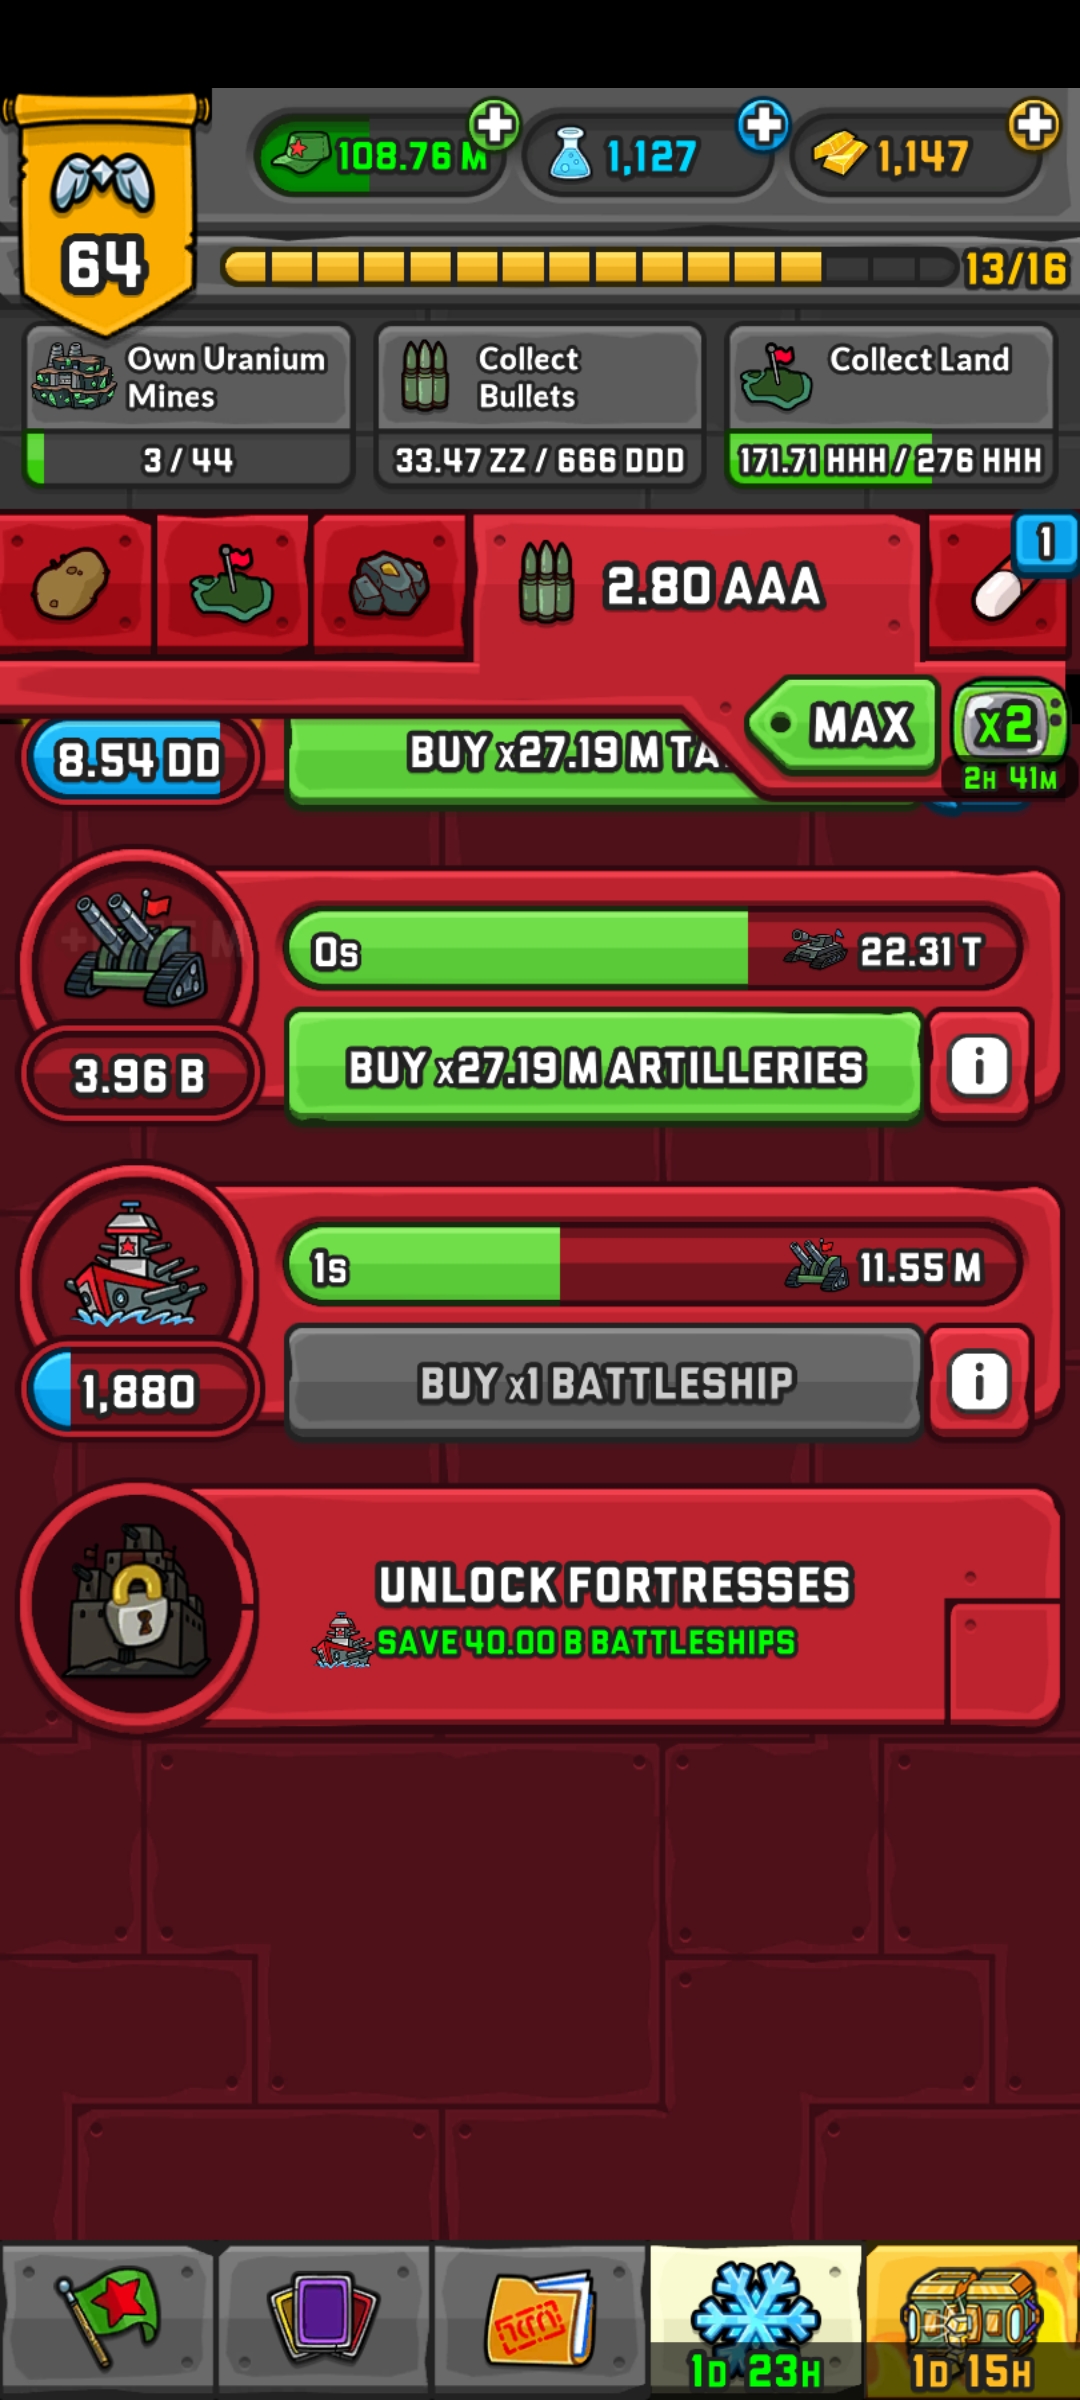 108.76 M
1,127
1,147
64
13/16
Own Uranium
Mines
3 / 44
Collect
Bullets
33.47 ZZ / 666 DDD
Collect Land
171.71 HHH / 276 HHH
2.80 AAA
1
MAX
x2
2H 41M
8.54 DD
BUY x27.19 M TA
0s
22.31 T
3.96 B
BUY x27.19 M ARTILLERIES
i
1s
11.55 M
1,880
BUY x1 BATTLESHIP
i
UNLOCK FORTRESSES
SAVE 40.00 B BATTLESHIPS
1D 23H
1D 15H